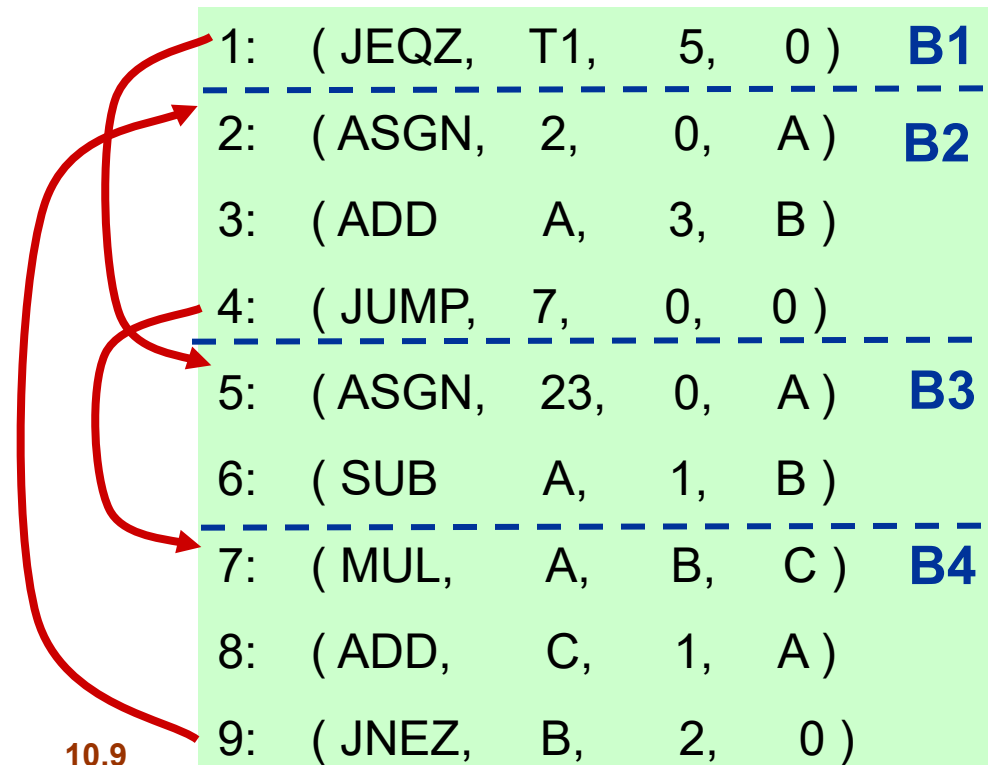 1: ( JEQZ, T1, 5, 0 ) B1
2: ( ASGN, 2, 0, A ) B2
3: ( ADD A, 3, B )
4: ( JUMP, 7, 0, 0 )
5: ( ASGN, 23, 0, A ) B3
6: ( SUB A, 1, B )
7: ( MUL, A, B, C ) B4
8: ( ADD, C, 1, A )
9: ( JNEZ, B, 2, 0 )
10.9